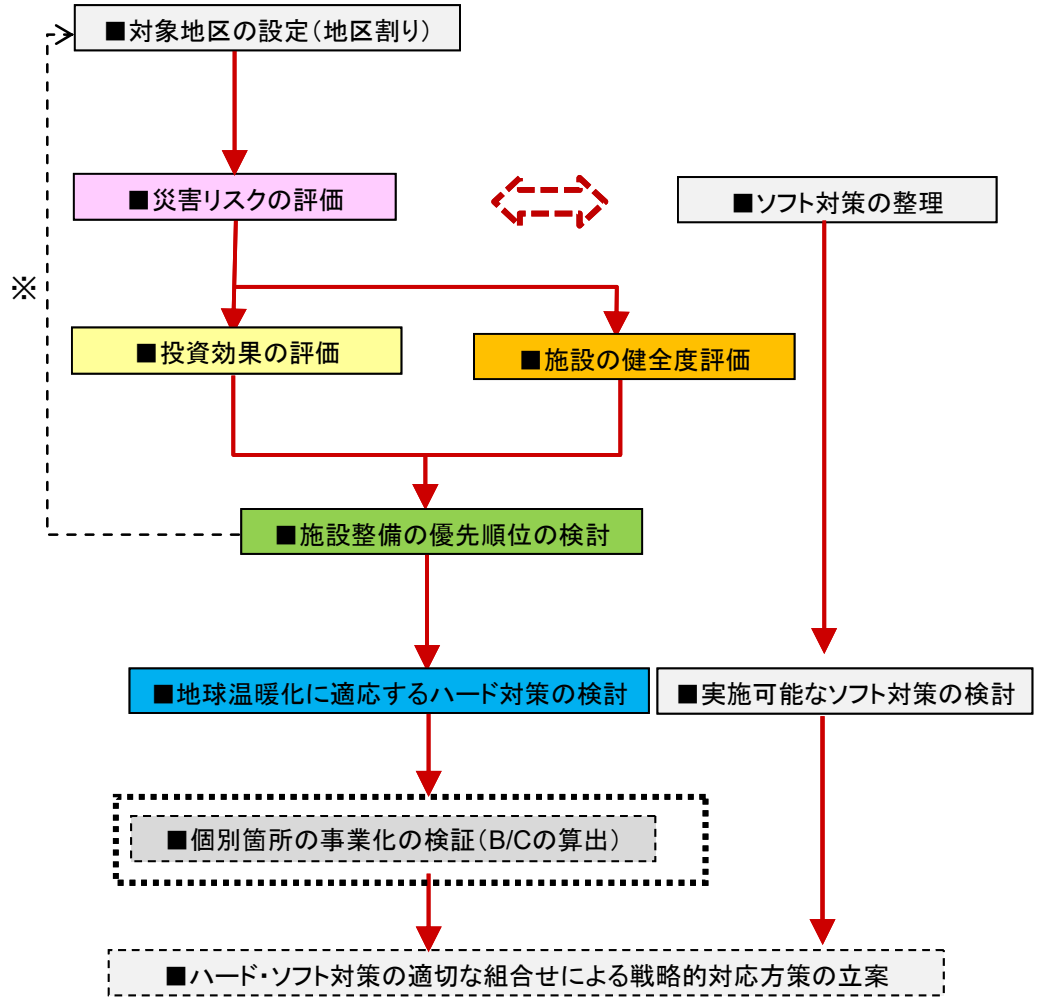 ■対象地区の設定(地区割り)
■災害リスクの評価
■ソフト対策の整理
※
■投資効果の評価
■施設の健全度評価
■施設整備の優先順位の検討
■地球温暖化に適応するハード対策の検討
■実施可能なソフト対策の検討
■個別箇所の事業化の検証(B/Cの算出)
■ハード・ソフト対策の適切な組合せによる戦略的対応方策の立案